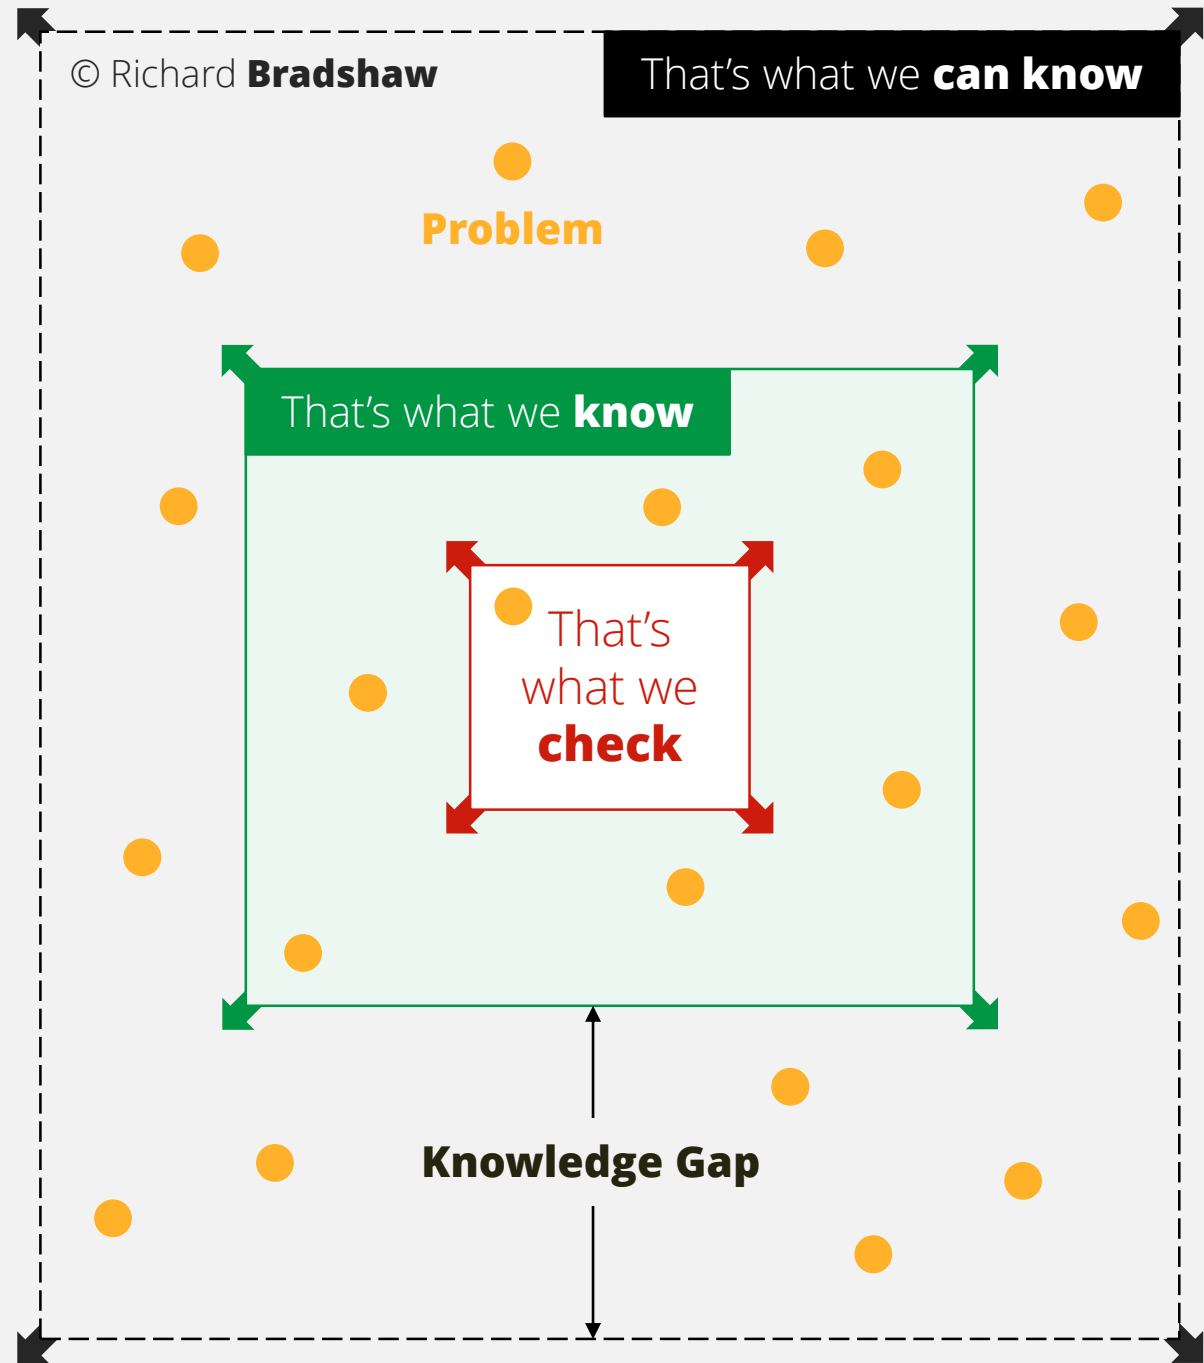 © Richard Bradshaw
That’s what we can know
Problem
That’s what we know
That’s
what we
check
Knowledge Gap